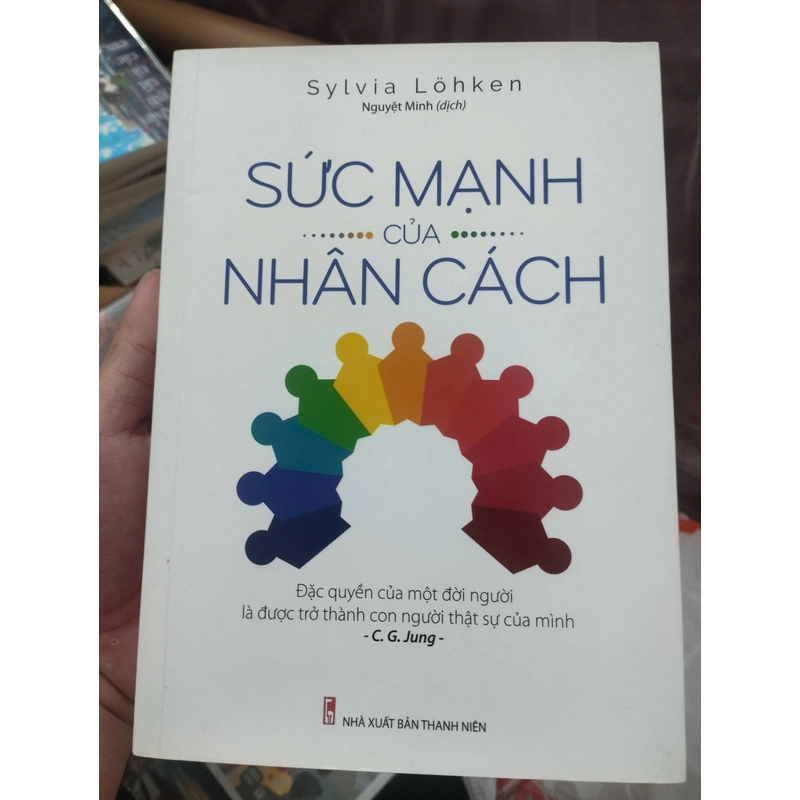 Sylvia Löhken
Nguyệt Minh (dịch)
SỨC MẠNH
CỦA
NHÂN CÁCH
Đặc quyền của một đời người
là được trở thành con người thật sự của mình
- C. G. Jung -
NHÀ XUẤT BẢN THANH NIÊN